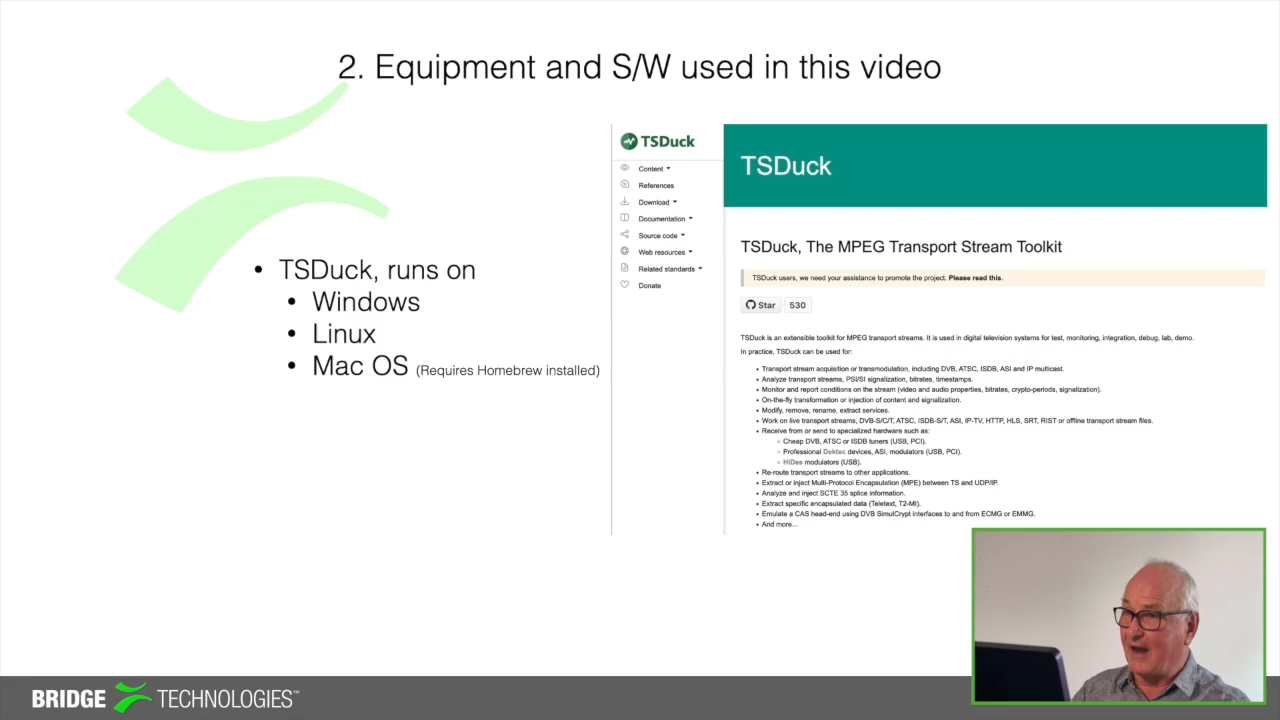 2. Equipment and S/W used in this video
• TSDuck, runs on
• Windows
• Linux
• Mac OS (Requires Homebrew installed)
TSDuck
Content
References
Download
Documentation
Source code
Web resources
Related standards
Donate
TSDuck
TSDuck, The MPEG Transport Stream Toolkit
TSDuck users, we need your assistance to promote the project. Please read this.
Star 530
TSDuck is an extensible toolkit for MPEG transport streams. It is used in digital television systems for test, monitoring, integration, debug, lab, demo.
In practice, TSDuck can be used for:
• Transport stream acquisition or transmodulation, including DVB, ATSC, ISDB, ASI and IP multicast.
• Analyze transport streams, PSI/SI signalization, bitrates, timestamps.
• Monitor and report conditions on the stream (video and audio properties, bitrates, crypto-periods, signalization).
• On-the-fly transformation or injection of content and signalization.
• Modify, remove, rename, extract services.
• Work on live transport streams, DVB-S/C/T, ATSC, ISDB-S/T, ASI, IP-TV, HTTP, HLS, SRT, RIST or offline transport stream files.
• Receive from or send to specialized hardware such as:
◦ Cheap DVB, ATSC or ISDB tuners (USB, PCI).
◦ Professional Dektec devices, ASI, modulators (USB, PCI).
◦ HiDes modulators (USB).
• Re-route transport streams to other applications.
• Extract or inject Multi-Protocol Encapsulation (MPE) between TS and UDP/IP.
• Analyze and inject SCTE 35 splice information.
• Extract specific encapsulated data (Teletext, T2-MI).
• Emulate a CAS head-end using DVB SimulCrypt interfaces to and from ECMG or EMMG.
• And more...
BRIDGE TECHNOLOGIES™